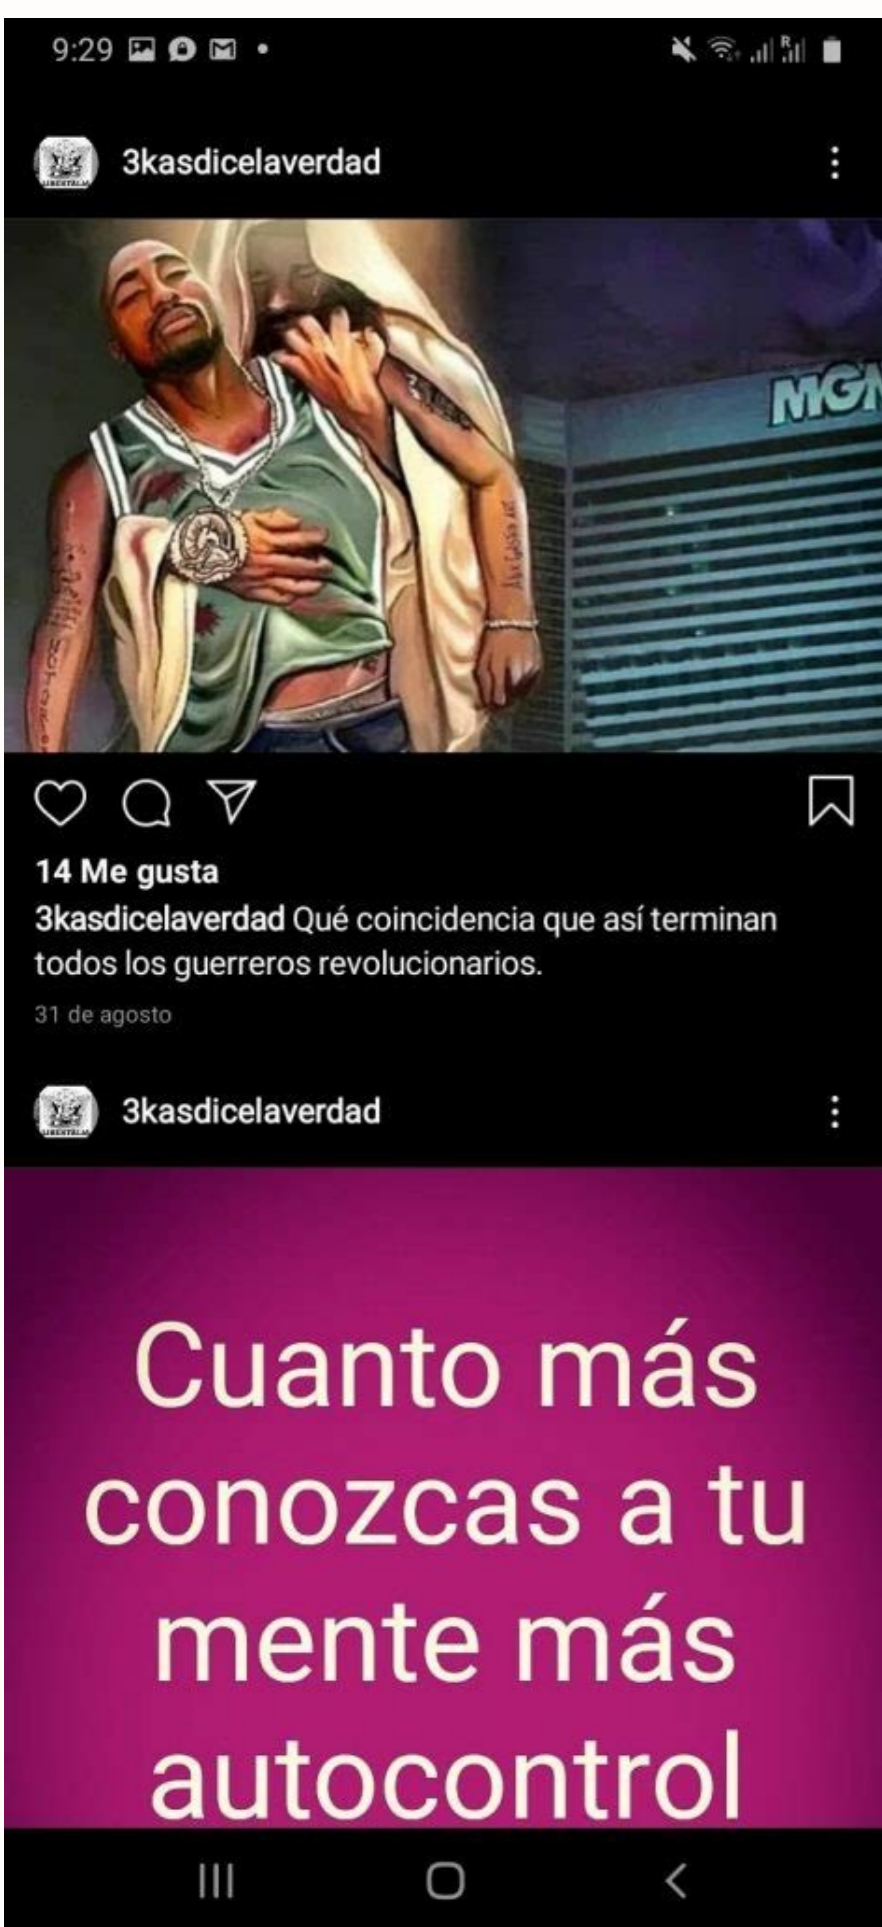 9:29
3kasdicelaverdad
MGM
14 Me gusta
3kasdicelaverdad Qué coincidencia que así terminan
todos los guerreros revolucionarios.
31 de agosto
3kasdicelaverdad
Cuanto más
conozcas a tu
mente más
autocontrol